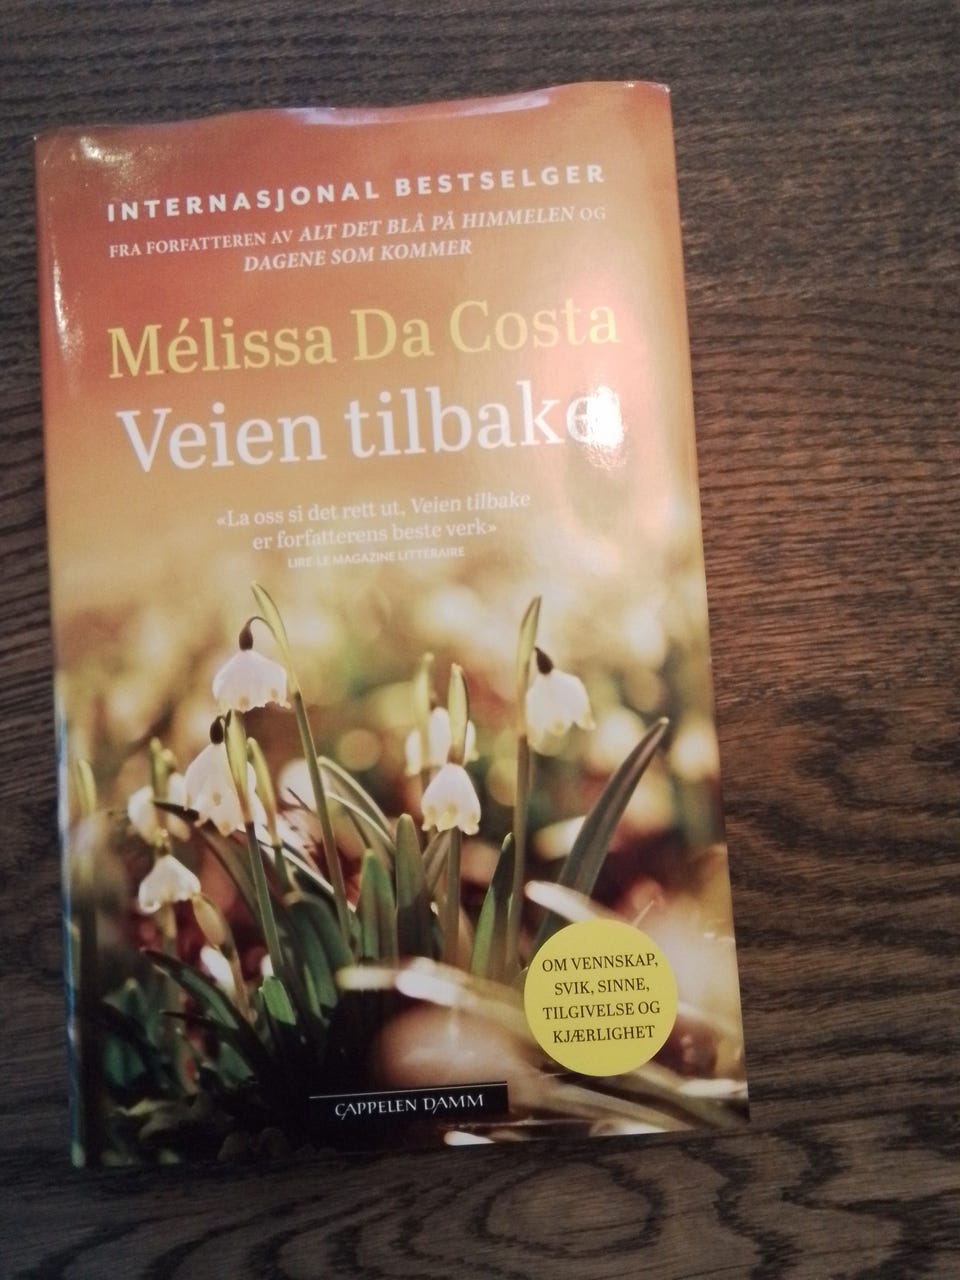 INTERNASJONAL BESTSELGER
FRA FORFATTEREN AV ALT DET BLÅ PÅ HIMMELEN OG
DAGENE SOM KOMMER
Mélissa Da Costa
Veien tilbake
«La oss si det rett ut, Veien tilbake
er forfatterens beste verk»
LIRE-LE MAGAZINE LITTÉRAIRE
OM VENNSKAP,
SVIK, SINNE,
TILGIVELSE OG
KJÆRLIGHET
CAPPELEN DAMM